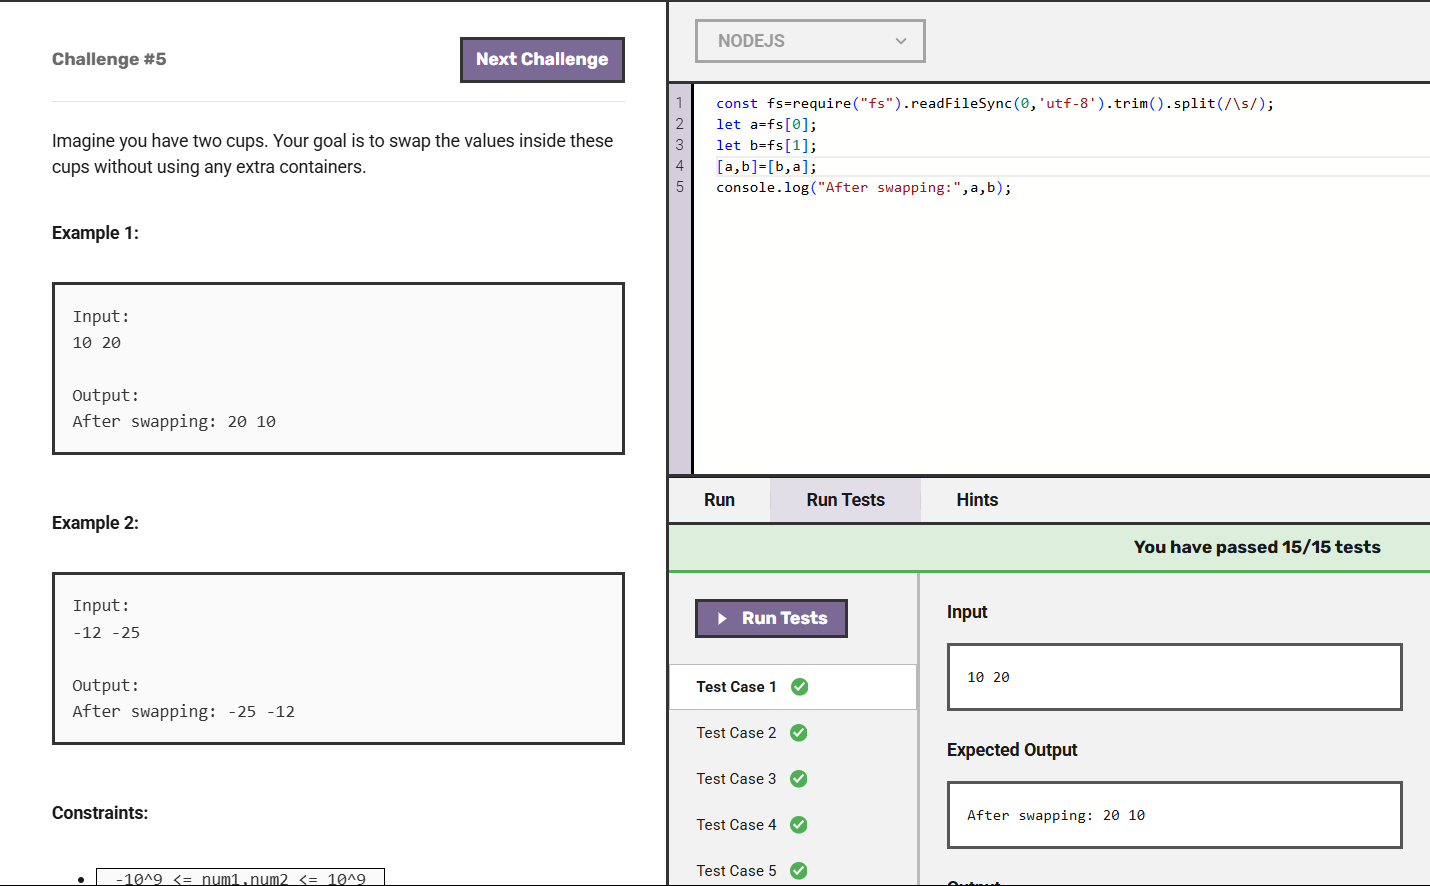 Challenge #5
Next Challenge
Imagine you have two cups. Your goal is to swap the values inside these
cups without using any extra containers.
Example 1:
Input:
10 20
Output:
After swapping: 20 10
Example 2:
Input:
-12 -25
Output:
After swapping: -25 -12
Constraints:
-10^9 <= num1,num2 <= 10^9
NODEJS
1 const fs=require("fs").readFileSync(0,'utf-8').trim().split(/\s/);
2 let a=fs[0];
3 let b=fs[1];
4 [a,b]=[b,a];
5 console.log("After swapping:",a,b);
Run
Run Tests
Hints
You have passed 15/15 tests
Run Tests
Test Case 1
Test Case 2
Test Case 3
Test Case 4
Test Case 5
Input
10 20
Expected Output
After swapping: 20 10
Output